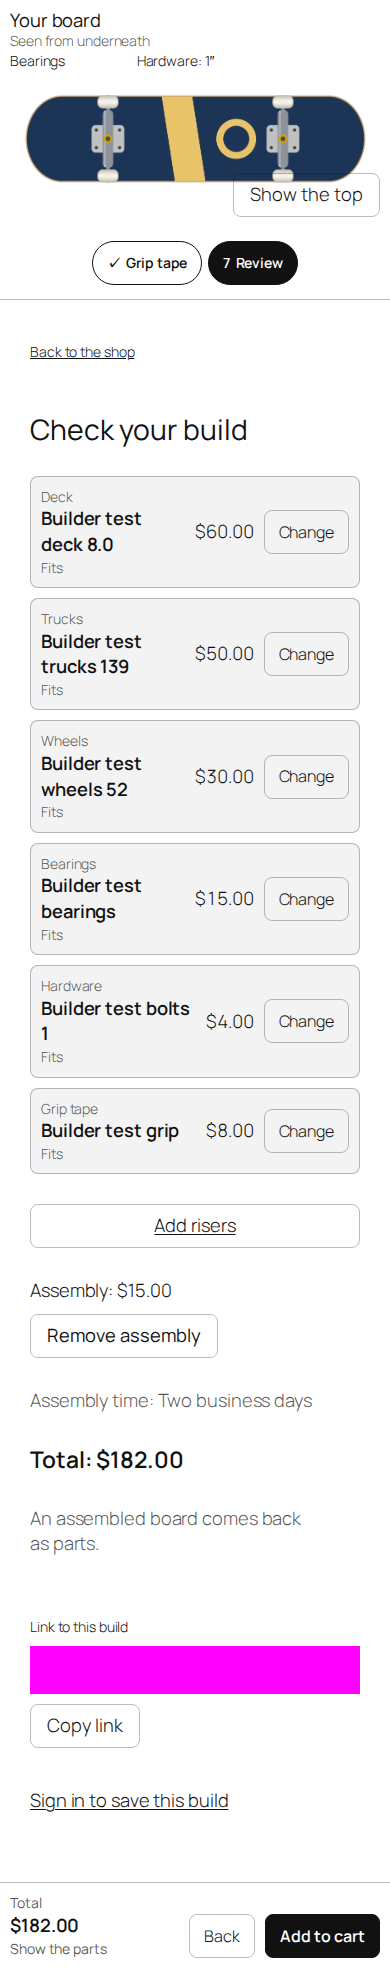 Your board
Seen from underneath
Bearings Hardware: 1″
Show the top
✓ Grip tape 7 Review
Back to the shop
Check your build
Deck
Builder test
deck 8.0
$60.00 Change
Fits
Trucks
Builder test
trucks 139
$50.00 Change
Fits
Wheels
Builder test
wheels 52
$30.00 Change
Fits
Bearings
Builder test
bearings
$15.00 Change
Fits
Hardware
Builder test bolts
1
$4.00 Change
Fits
Grip tape
Builder test grip
$8.00 Change
Fits
Add risers
Assembly: $15.00
Remove assembly
Assembly time: Two business days
Total: $182.00
An assembled board comes back
as parts.
Link to this build
Copy link
Sign in to save this build
Total
$182.00
Show the parts
Back Add to cart